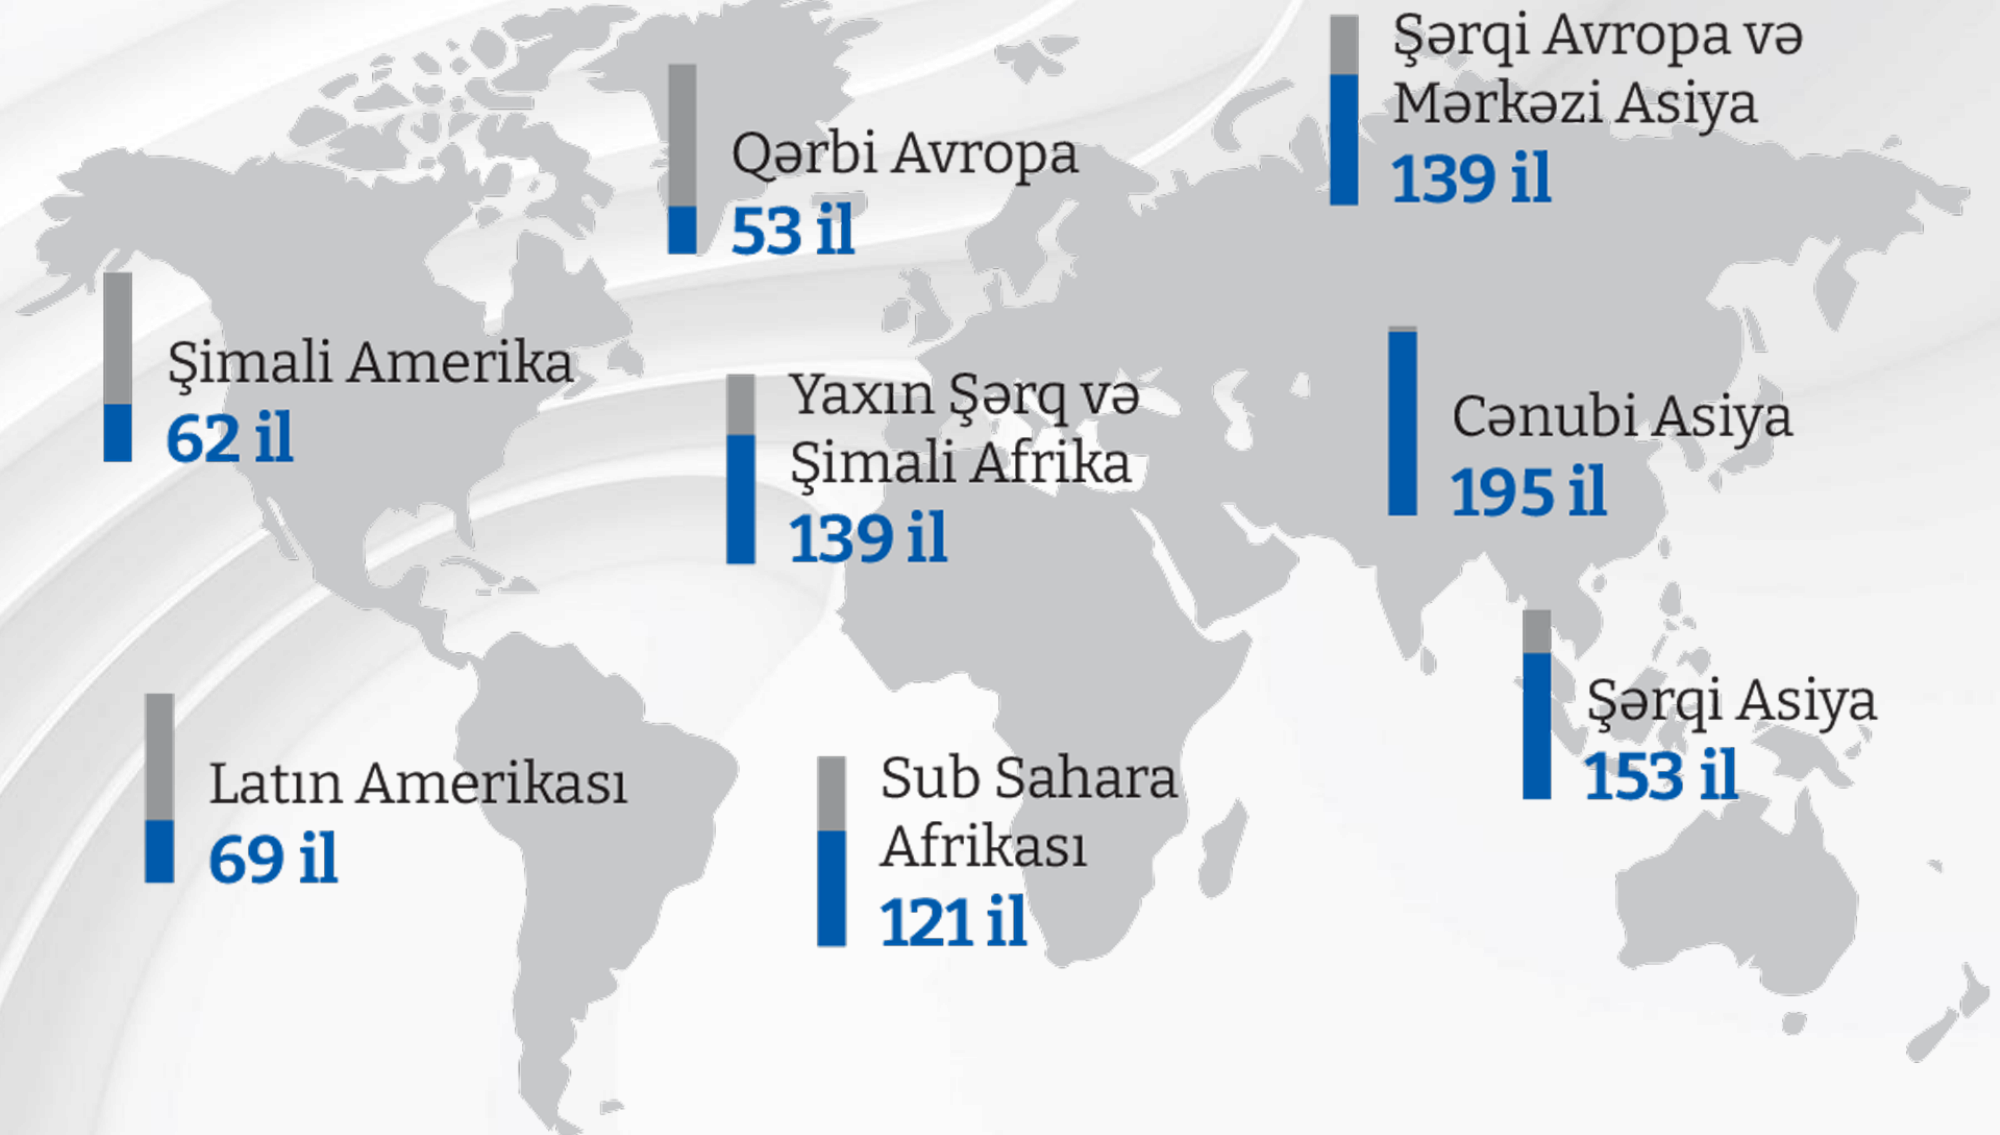 Şərqi Avropa və
Mərkəzi Asiya
139 il
Qərbi Avropa
53 il
Şimali Amerika
62 il
Yaxın Şərq və
Şimali Afrika
139 il
Cənubi Asiya
195 il
Şərqi Asiya
153 il
Latın Amerikası
69 il
Sub Sahara
Afrikası
121 il